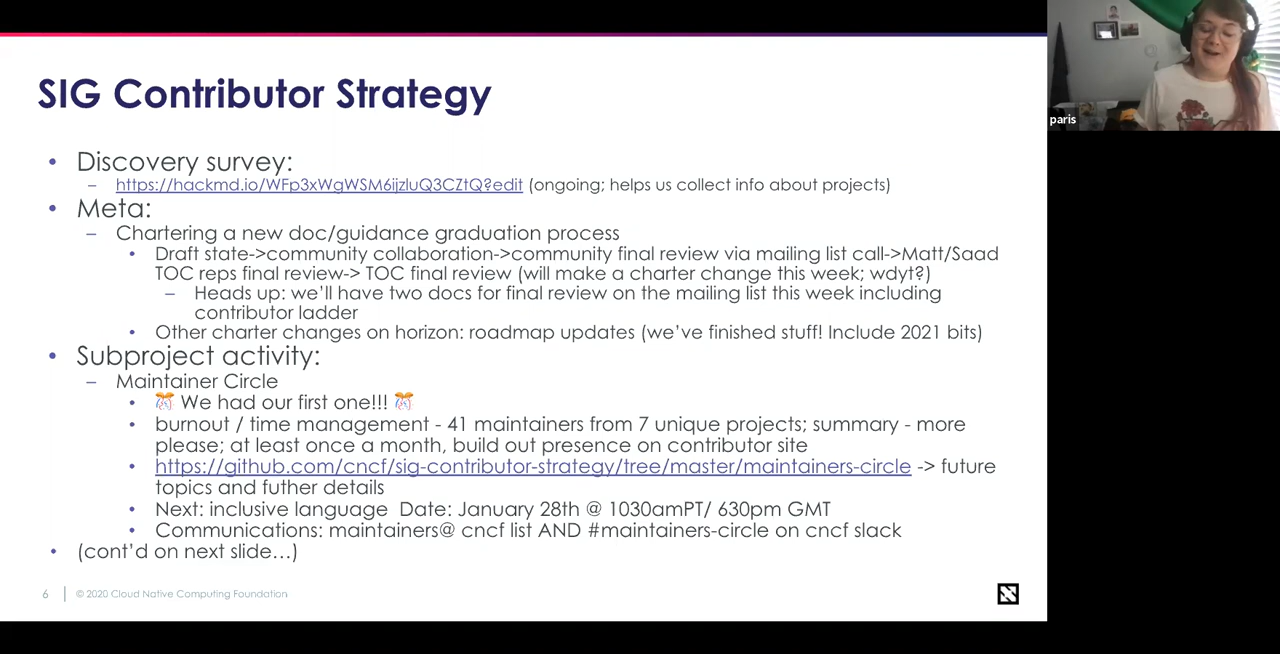 SIG Contributor Strategy
paris
• Discovery survey:
– https://hackmd.io/WFp3xWgWSM6ijzluQ3CZtQ?edit (ongoing; helps us collect info about projects)
• Meta:
– Chartering a new doc/guidance graduation process
• Draft state->community collaboration->community final review via mailing list call->Matt/Saad
TOC reps final review-> TOC final review (will make a charter change this week; wdyt?)
– Heads up: we'll have two docs for final review on the mailing list this week including
contributor ladder
• Other charter changes on horizon: roadmap updates (we've finished stuff! Include 2021 bits)
• Subproject activity:
– Maintainer Circle
• 🎊 We had our first one!!! 🎊
• burnout / time management - 41 maintainers from 7 unique projects; summary - more
please; at least once a month, build out presence on contributor site
• https://github.com/cncf/sig-contributor-strategy/tree/master/maintainers-circle -> future
topics and futher details
• Next: inclusive language  Date: January 28th @ 1030amPT/ 630pm GMT
• Communications: maintainers@ cncf list AND #maintainers-circle on cncf slack
• (cont'd on next slide…)
6 | © 2020 Cloud Native Computing Foundation